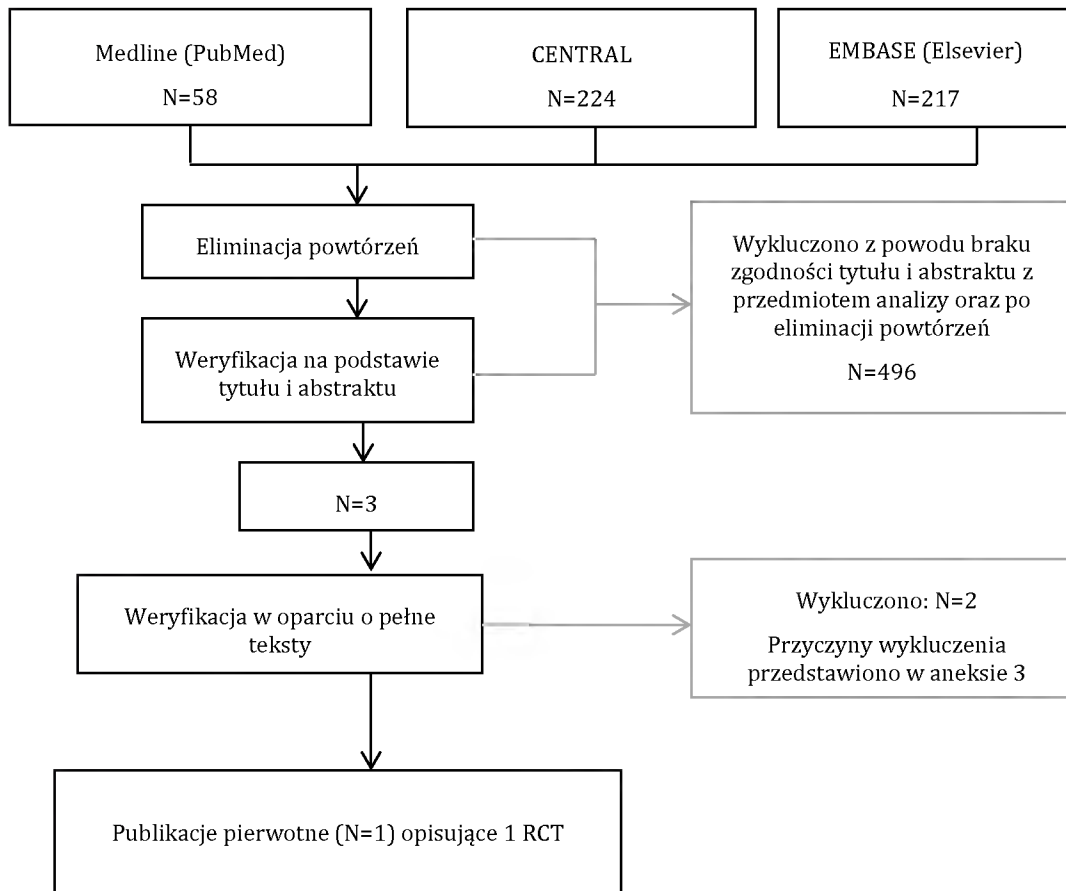 Medline (PubMed)
N=58
CENTRAL
N=224
EMBASE (Elsevier)
N=217
Eliminacja powtórzeń
Wykluczono z powodu braku
zgodności tytułu i abstraktu z
przedmiotem analizy oraz po
eliminacji powtórzeń
N=496
Weryfikacja na podstawie
tytułu i abstraktu
N=3
Weryfikacja w oparciu o pełne
teksty
Wykluczono: N=2
Przyczyny wykluczenia
przedstawiono w aneksie 3
Publikacje pierwotne (N=1) opisujące 1 RCT